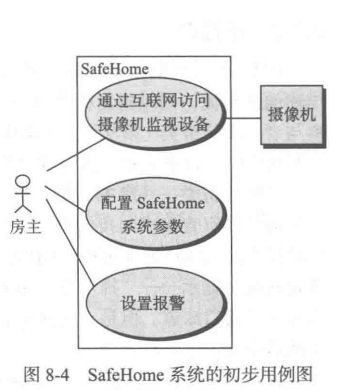 SafeHome
通过互联网访问
摄像机监视设备
摄像机
房主
配置 SafeHome
系统参数
设置报警
图 8-4 SafeHome 系统的初步用例图